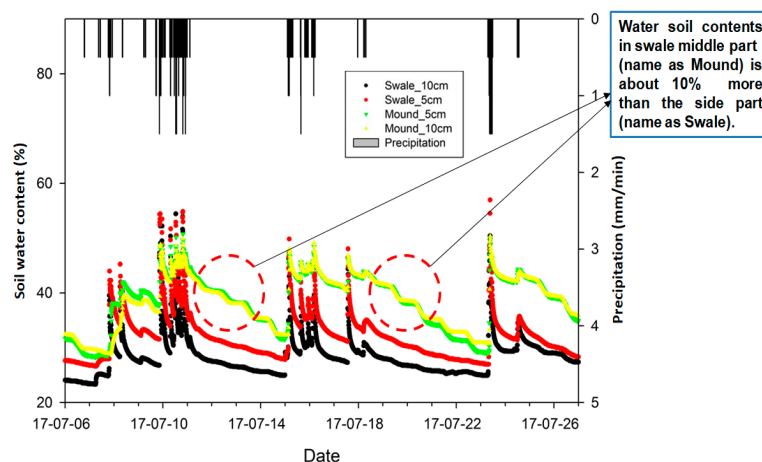 0
Water soil contents
in swale middle part
(name as Mound) is
about 10% more
than the side part
(name as Swale).
80
Swale_10cm
Swale_5cm
Mound_5cm
Mound_10cm
Precipitation
1
60
2
3
40
4
20
5
Soil water content (%)
Precipitation (mm/min)
17-07-06 17-07-10 17-07-14 17-07-18 17-07-22 17-07-26
Date